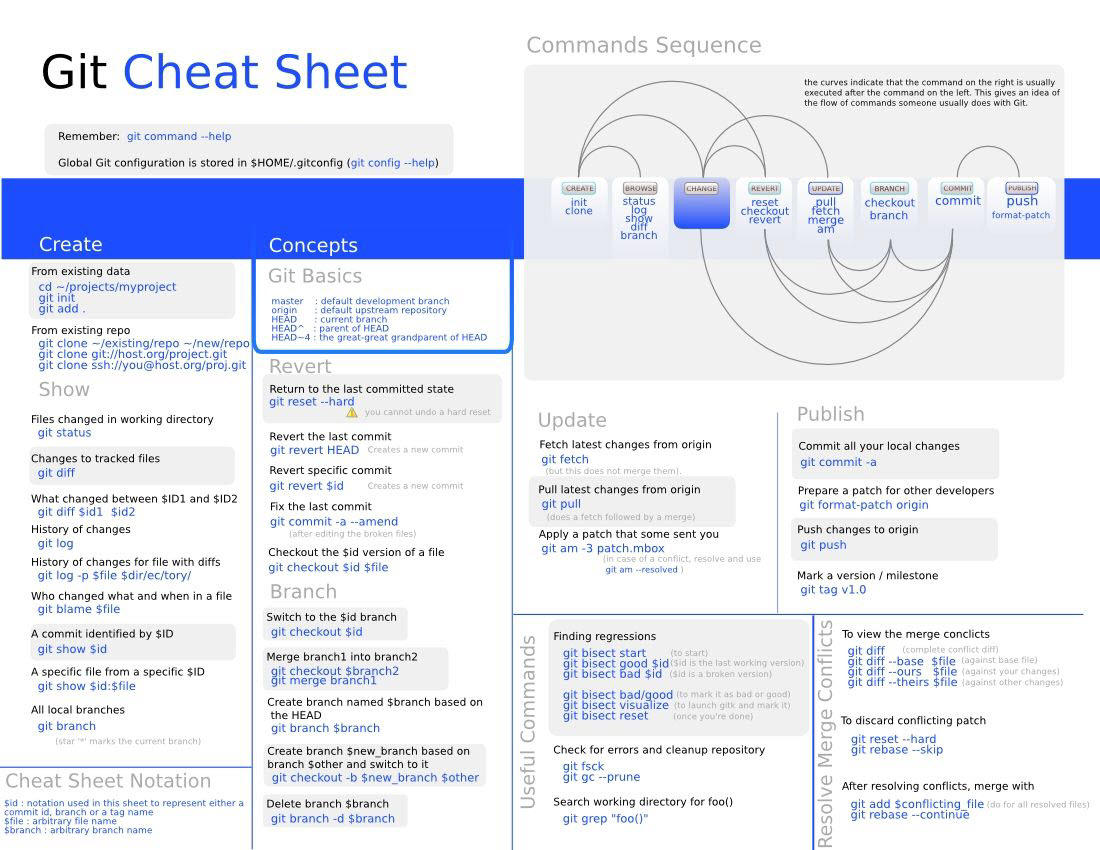 Git Cheat Sheet
Remember: git command --help
Global Git configuration is stored in $HOME/.gitconfig (git config --help)
Commands Sequence
the curves indicate that the command on the right is usually
executed after the command on the left. This gives an idea of
the flow of commands someone usually does with Git.
CREATE
init
clone
BROWSE
status
log
show
diff
branch
CHANGE
REVERT
reset
checkout
revert
UPDATE
pull
fetch
merge
am
BRANCH
checkout
branch
COMMIT
commit
PUBLISH
push
format-patch
Create
From existing data
cd ~/projects/myproject
git init
git add .
From existing repo
git clone ~/existing/repo ~/new/repo
git clone git://host.org/project.git
git clone ssh://you@host.org/proj.git
Show
Files changed in working directory
git status
Changes to tracked files
git diff
What changed between $ID1 and $ID2
git diff $id1 $id2
History of changes
git log
History of changes for file with diffs
git log -p $file $dir/ec/tory/
Who changed what and when in a file
git blame $file
A commit identified by $ID
git show $id
A specific file from a specific $ID
git show $id:$file
All local branches
git branch
(star '*' marks the current branch)
Cheat Sheet Notation
$id : notation used in this sheet to represent either a
commit id, branch or a tag name
$file : arbitrary file name
$branch : arbitrary branch name
Concepts
Git Basics
master : default development branch
origin : default upstream repository
HEAD : current branch
HEAD^ : parent of HEAD
HEAD~4 : the great-great grandparent of HEAD
Revert
Return to the last committed state
git reset --hard
you cannot undo a hard reset
Revert the last commit
git revert HEAD Creates a new commit
Revert specific commit
git revert $id Creates a new commit
Fix the last commit
git commit -a --amend
(after editing the broken files)
Checkout the $id version of a file
git checkout $id $file
Branch
Switch to the $id branch
git checkout $id
Merge branch1 into branch2
git checkout $branch2
git merge branch1
Create branch named $branch based on
the HEAD
git branch $branch
Create branch $new_branch based on
branch $other and switch to it
git checkout -b $new_branch $other
Delete branch $branch
git branch -d $branch
Update
Fetch latest changes from origin
git fetch
(but this does not merge them).
Pull latest changes from origin
git pull
(does a fetch followed by a merge)
Apply a patch that some sent you
git am -3 patch.mbox
(in case of a conflict, resolve and use
git am --resolved )
Publish
Commit all your local changes
git commit -a
Prepare a patch for other developers
git format-patch origin
Push changes to origin
git push
Mark a version / milestone
git tag v1.0
Useful Commands
Finding regressions
git bisect start (to start)
git bisect good $id ($id is the last working version)
git bisect bad $id ($id is a broken version)
git bisect bad/good (to mark it as bad or good)
git bisect visualize (to launch gitk and mark it)
git bisect reset (once you're done)
Check for errors and cleanup repository
git fsck
git gc --prune
Search working directory for foo()
git grep "foo()"
Resolve Merge Conflicts
To view the merge conclicts
git diff (complete conflict diff)
git diff --base $file (against base file)
git diff --ours $file (against your changes)
git diff --theirs $file (against other changes)
To discard conflicting patch
git reset --hard
git rebase --skip
After resolving conflicts, merge with
git add $conflicting_file (do for all resolved files)
git rebase --continue